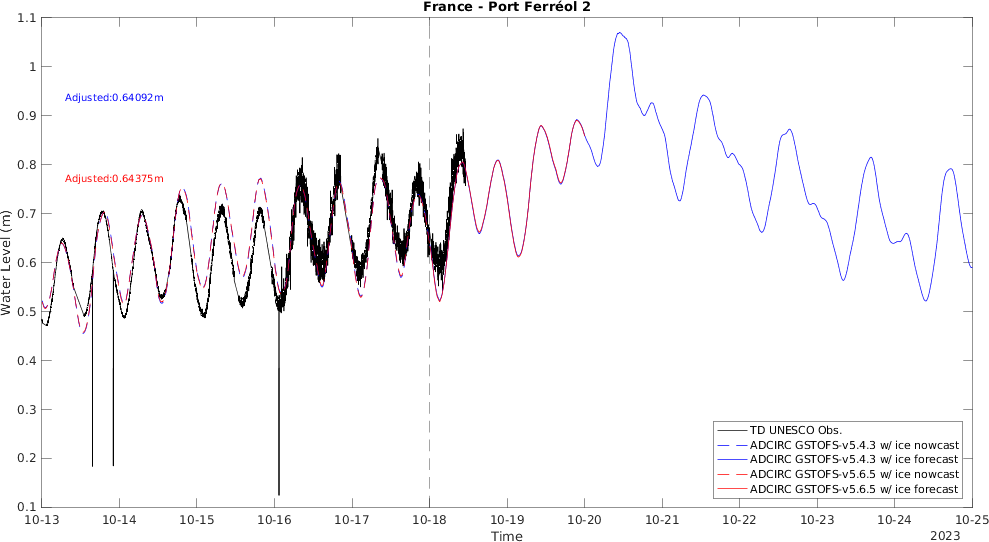 France - Port Ferréol 2
1.1
1
0.9
0.8
0.7
0.6
0.5
0.4
0.3
0.2
0.1
Water Level (m)
Adjusted:0.64092m
Adjusted:0.64375m
TD UNESCO Obs.
ADCIRC GSTOFS-v5.4.3 w/ ice nowcast
ADCIRC GSTOFS-v5.4.3 w/ ice forecast
ADCIRC GSTOFS-v5.6.5 w/ ice nowcast
ADCIRC GSTOFS-v5.6.5 w/ ice forecast
10-13 10-14 10-15 10-16 10-17 10-18 10-19 10-20 10-21 10-22 10-23 10-24 10-25
Time
2023